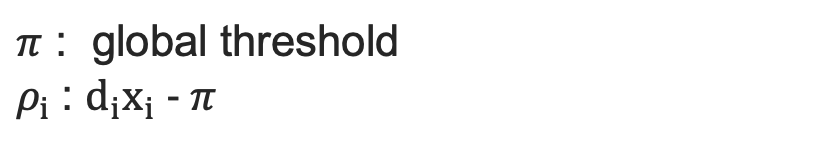 π : global threshold
ρᵢ : dᵢxᵢ - π